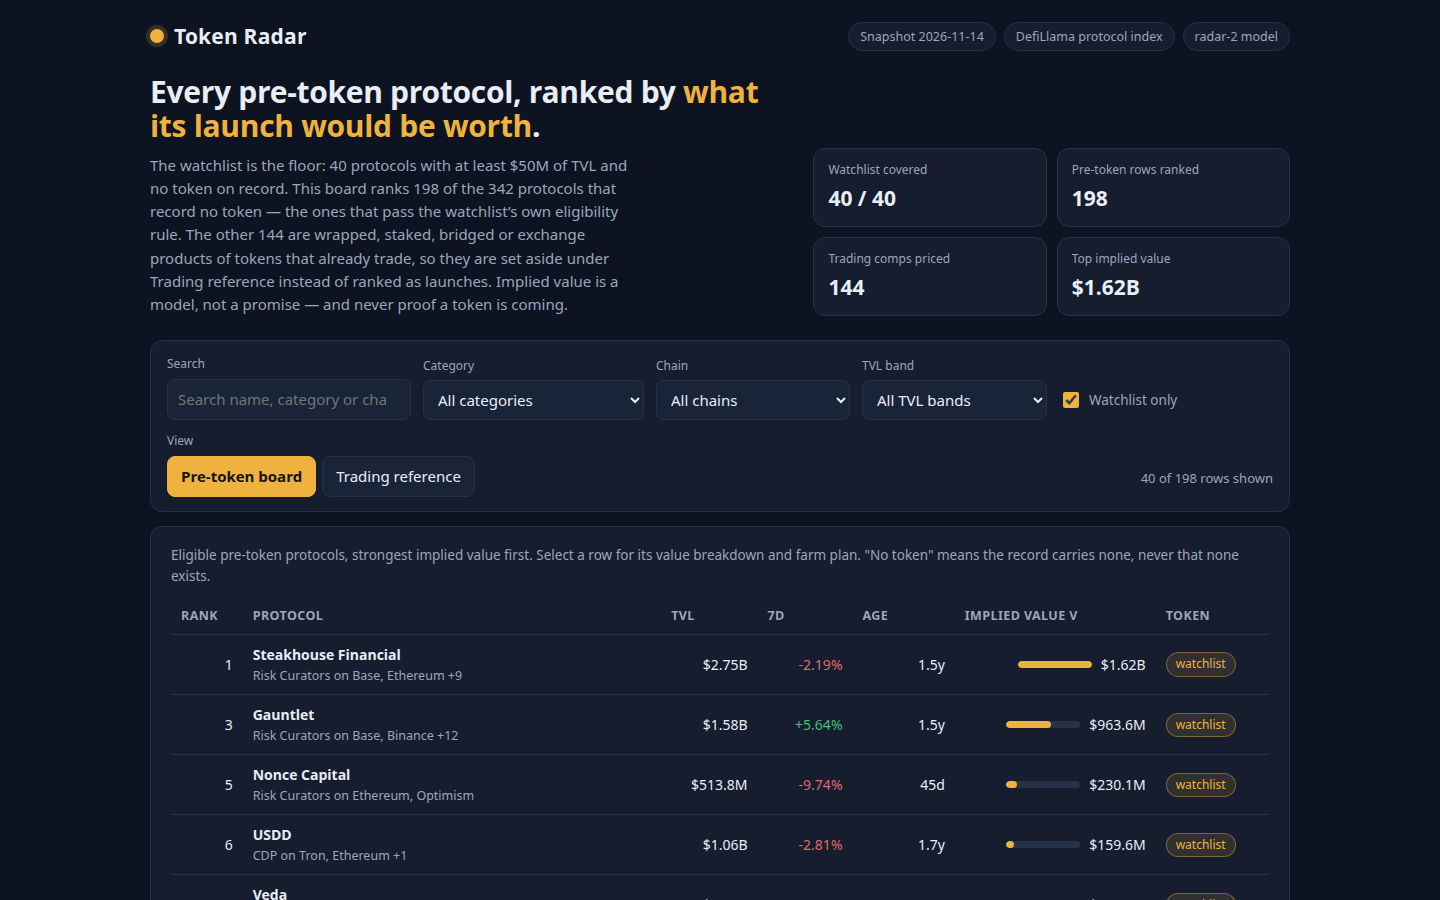 Token Radar
Snapshot 2026-11-14
DefiLlama protocol index
radar-2 model
Every pre-token protocol, ranked by what
its launch would be worth.
The watchlist is the floor: 40 protocols with at least $50M of TVL and
no token on record. This board ranks 198 of the 342 protocols that
record no token — the ones that pass the watchlist’s own eligibility
rule. The other 144 are wrapped, staked, bridged or exchange
products of tokens that already trade, so they are set aside under
Trading reference instead of ranked as launches. Implied value is a
model, not a promise — and never proof a token is coming.
Watchlist covered
40 / 40
Pre-token rows ranked
198
Trading comps priced
144
Top implied value
$1.62B
Search
Search name, category or cha
Category
All categories
Chain
All chains
TVL band
All TVL bands
Watchlist only
View
Pre-token board
Trading reference
40 of 198 rows shown
Eligible pre-token protocols, strongest implied value first. Select a row for its value breakdown and farm plan. "No token" means the record carries none, never that none
exists.
RANK PROTOCOL TVL 7D AGE IMPLIED VALUE V TOKEN
1 Steakhouse Financial $2.75B -2.19% 1.5y $1.62B watchlist
Risk Curators on Base, Ethereum +9
3 Gauntlet $1.58B +5.64% 1.5y $963.6M watchlist
Risk Curators on Base, Binance +12
5 Nonce Capital $513.8M -9.74% 45d $230.1M watchlist
Risk Curators on Ethereum, Optimism
6 USDD $1.06B -2.81% 1.7y $159.6M watchlist
CDP on Tron, Ethereum +1
Veda